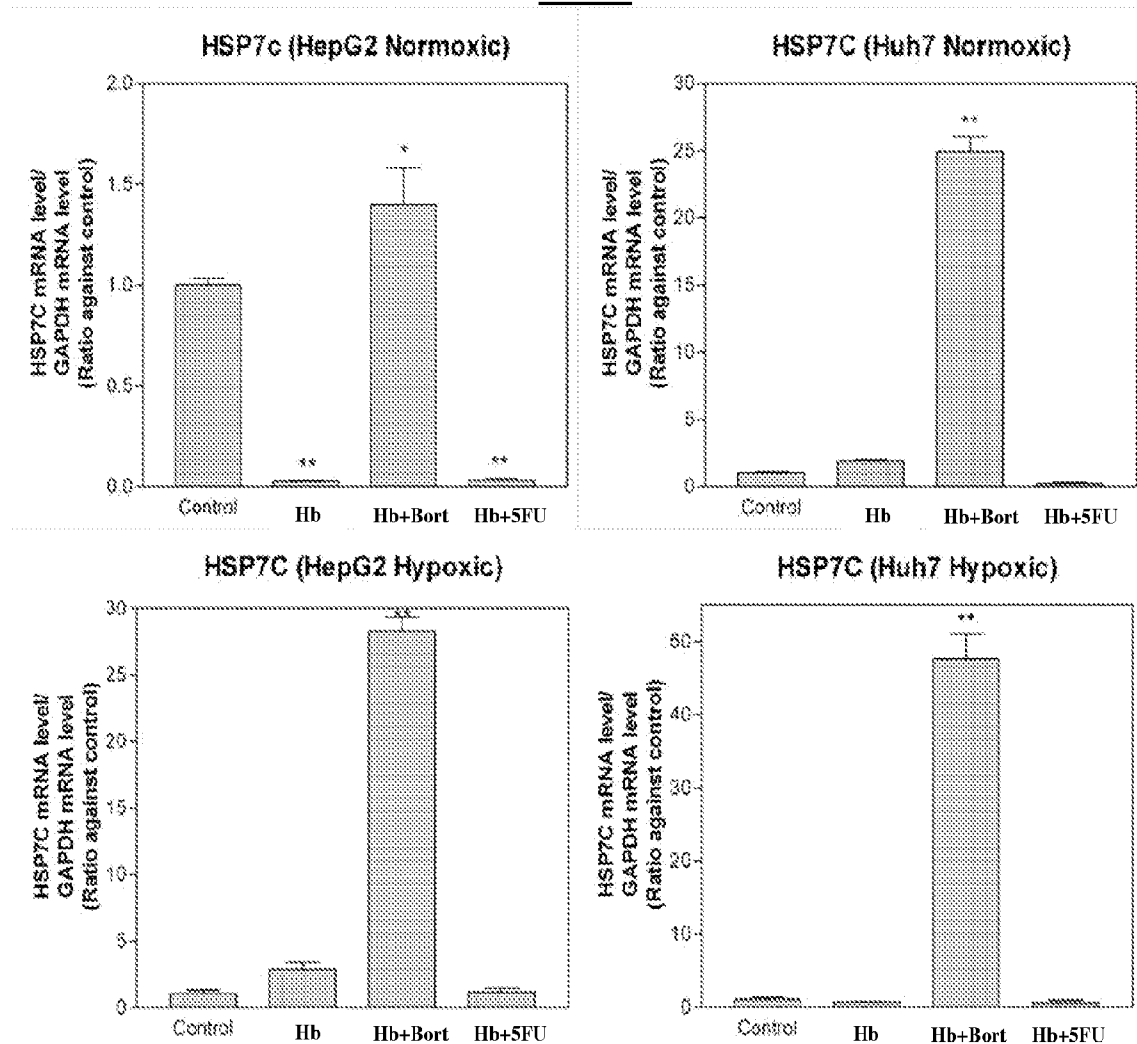 HSP7c (HepG2 Normoxic)
HSP7C mRNA level/
GAPDH mRNA level
(Ratio against control)
2.0
1.5
1.0
0.5
0.0
*
**
**
Control
Hb
Hb+Bort
Hb+5FU
HSP7C (Huh7 Normoxic)
HSP7C mRNA level/
GAPDH mRNA level
(Ratio against control)
30
25
20
15
10
5
0
**
Control
Hb
Hb+Bort
Hb+5FU
HSP7C (HepG2 Hypoxic)
HSP7C mRNA level/
GAPDH mRNA level
(Ratio against control)
30
25
20
15
10
5
0
**
Control
Hb
Hb+Bort
Hb+5FU
HSP7C (Huh7 Hypoxic)
HSP7C mRNA level/
GAPDH mRNA level
(Ratio against control)
50
40
30
20
10
0
**
Control
Hb
Hb+Bort
Hb+5FU